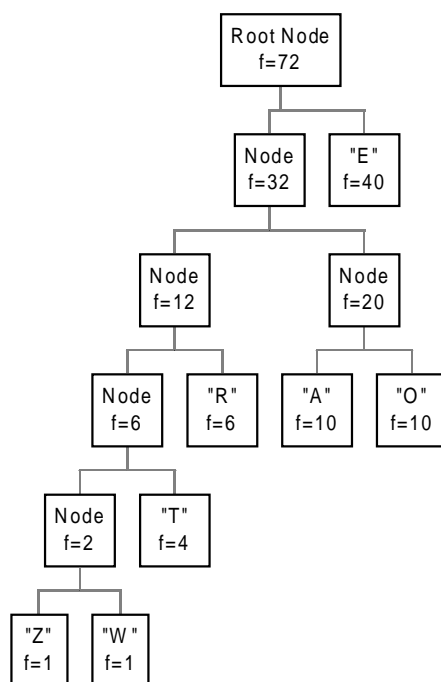 Root Node
f=72
Node
f=32
"E"
f=40
Node
f=12
Node
f=20
Node
f=6
"R"
f=6
"A"
f=10
"O"
f=10
Node
f=2
"T"
f=4
"Z"
f=1
"W"
f=1